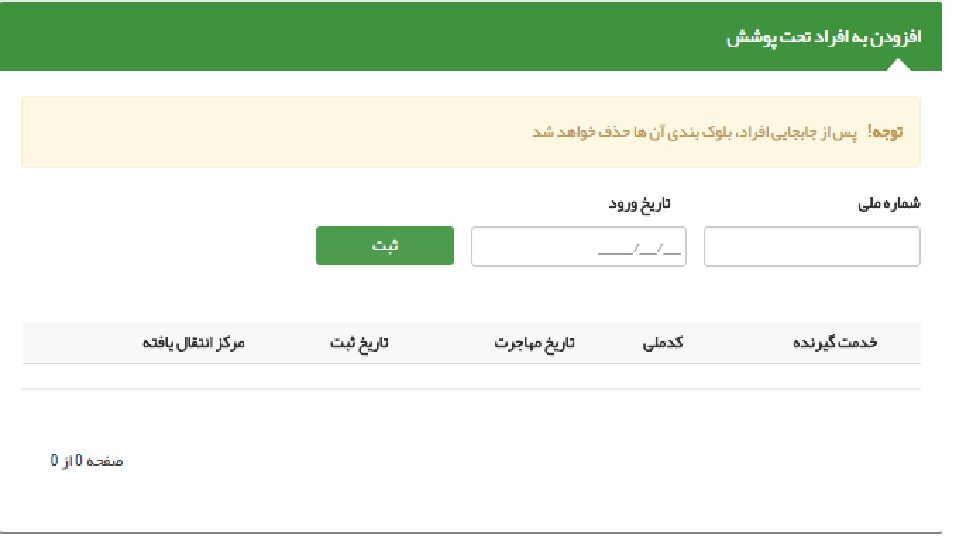 افزودن به افراد تحت پوشش
توجه! پس از جابجایی افراد، بلوک بندی آن ها حذف خواهد شد
شماره ملی تاریخ ورود
__/__/____ ثبت
خدمت گیرنده کدملی تاریخ مهاجرت تاریخ ثبت مرکز انتقال یافته
صفحه 0 از 0